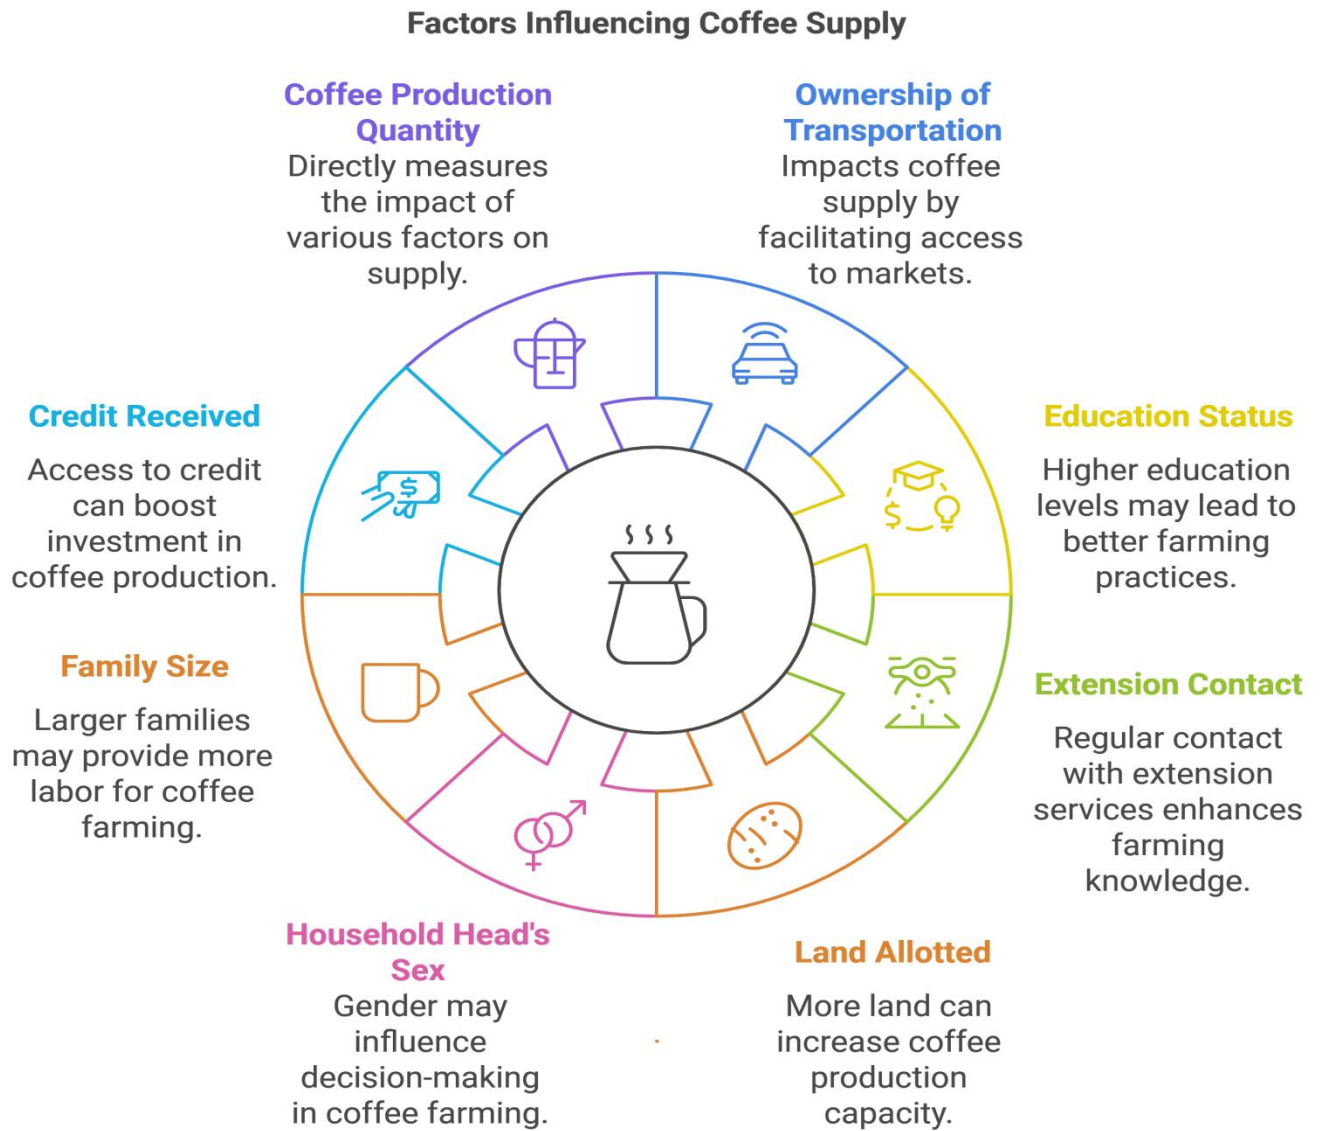 Factors Influencing Coffee Supply
Coffee Production
Quantity
Directly measures
the impact of
various factors on
supply.
Ownership of
Transportation
Impacts coffee
supply by
facilitating access
to markets.
Credit Received
Access to credit
can boost
investment in
coffee production.
$
Education Status
Higher education
levels may lead to
better farming
practices.
$
Family Size
Larger families
may provide more
labor for coffee
farming.
Extension Contact
Regular contact
with extension
services enhances
farming
knowledge.
Household Head's
Sex
Gender may
influence
decision-making
in coffee farming.
Land Allotted
More land can
increase coffee
production
capacity.